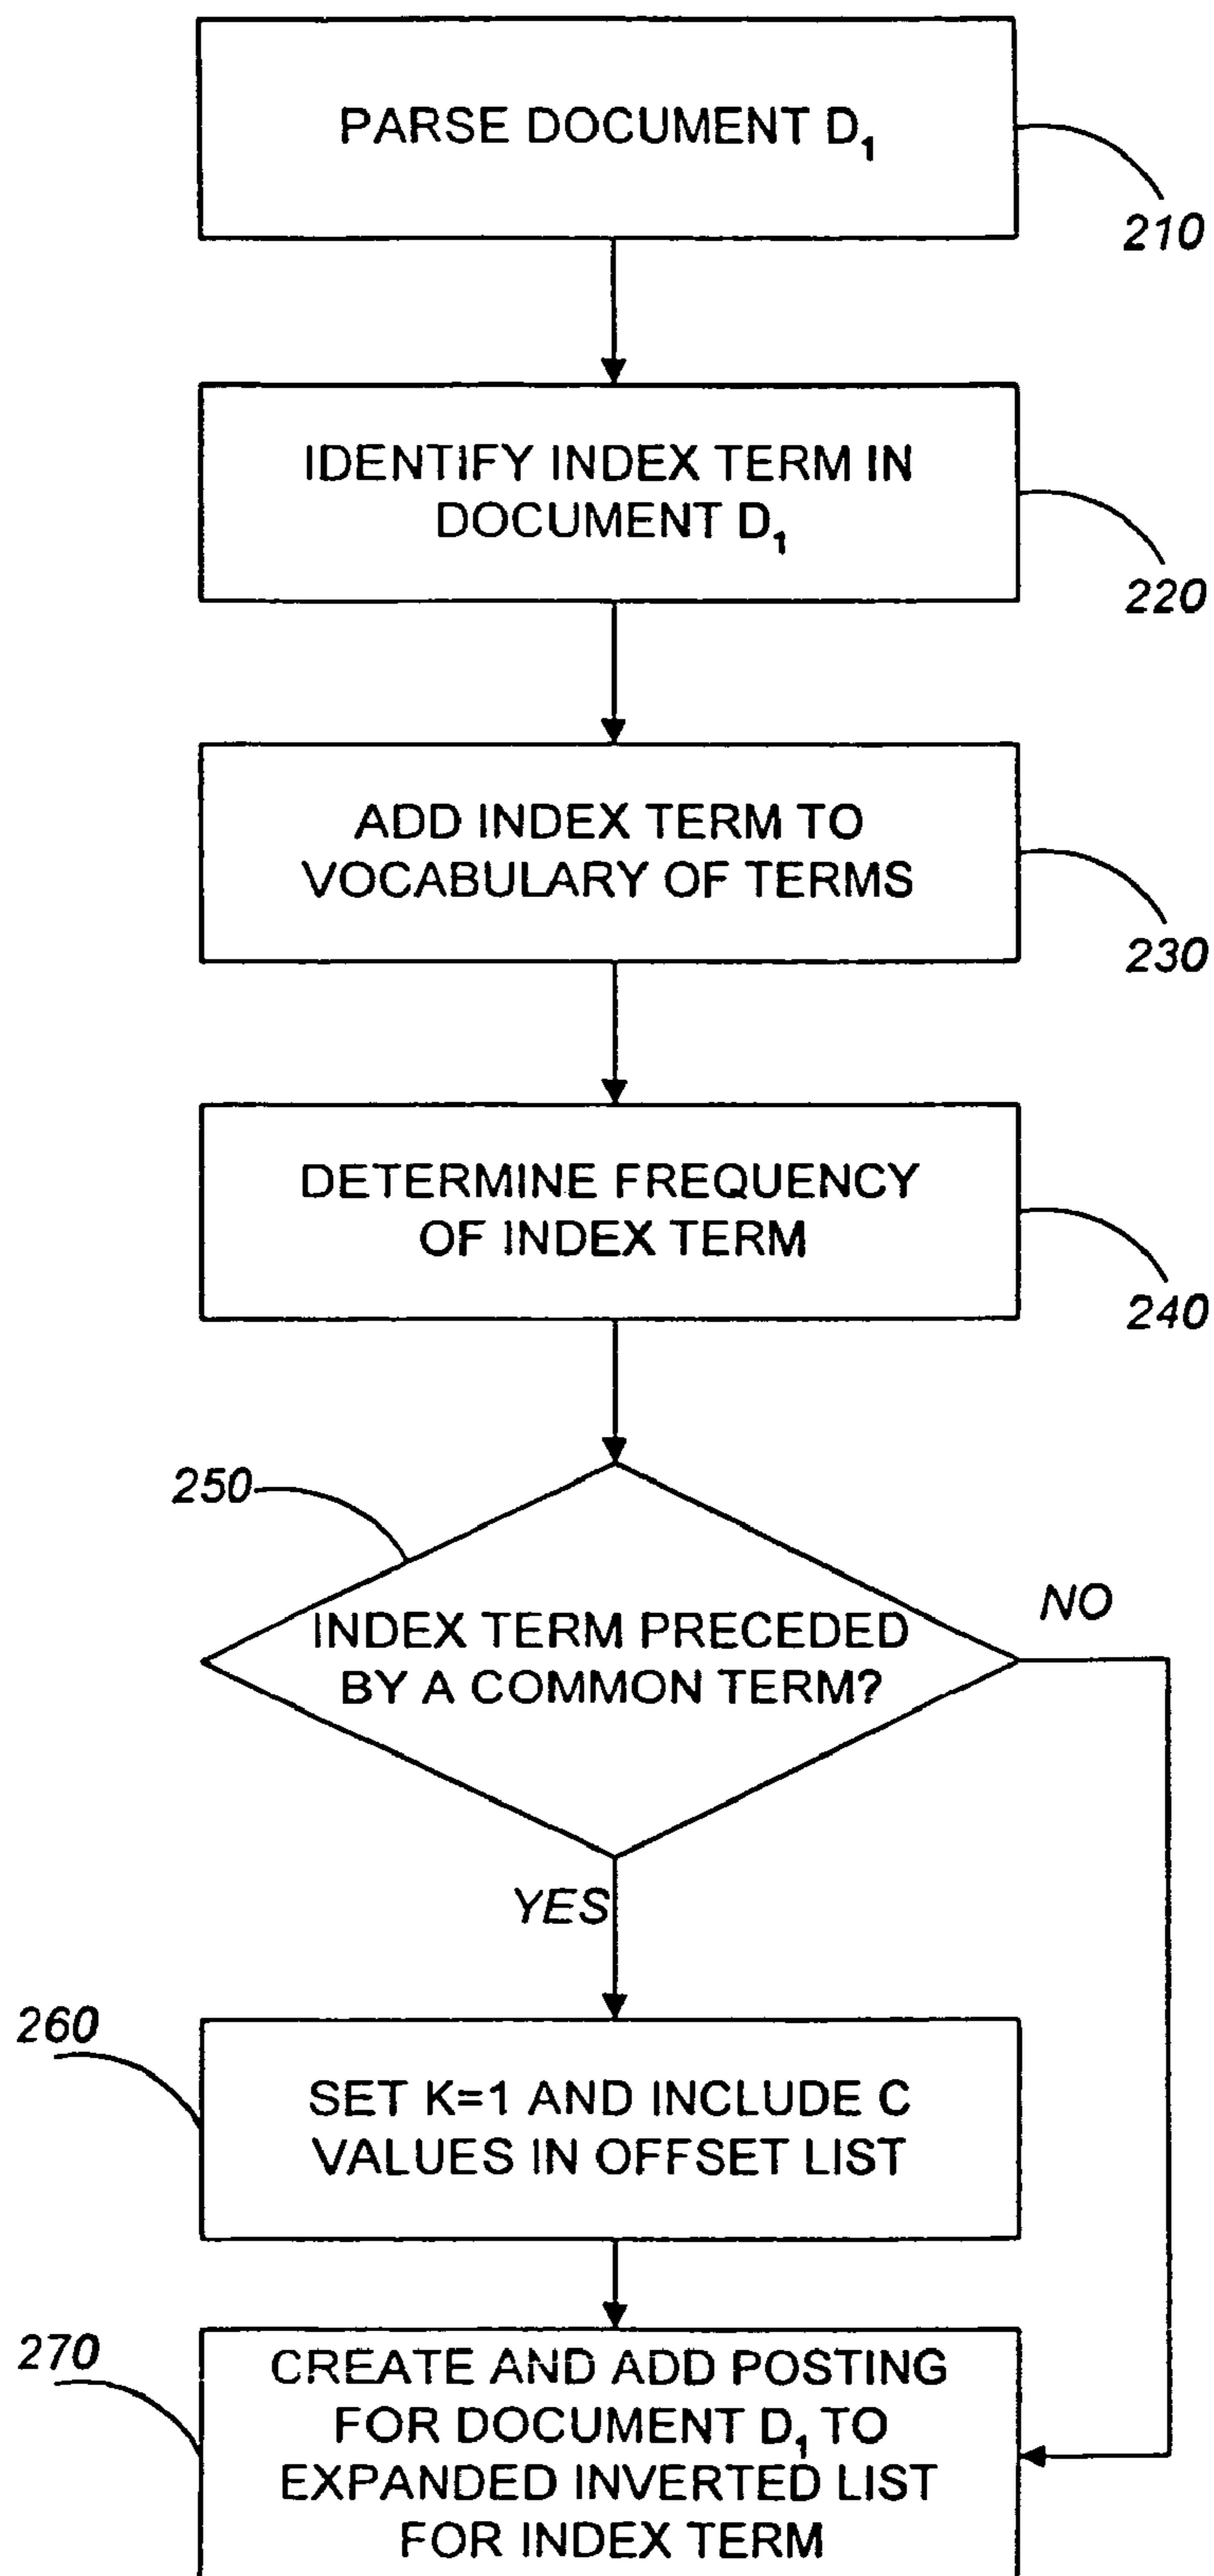 PARSE DOCUMENT D₁
210
IDENTIFY INDEX TERM IN
DOCUMENT D₁
220
ADD INDEX TERM TO
VOCABULARY OF TERMS
230
DETERMINE FREQUENCY
OF INDEX TERM
240
250
INDEX TERM PRECEDED
BY A COMMON TERM?
NO
YES
260
SET K=1 AND INCLUDE C
VALUES IN OFFSET LIST
270
CREATE AND ADD POSTING
FOR DOCUMENT D₁ TO
EXPANDED INVERTED LIST
FOR INDEX TERM